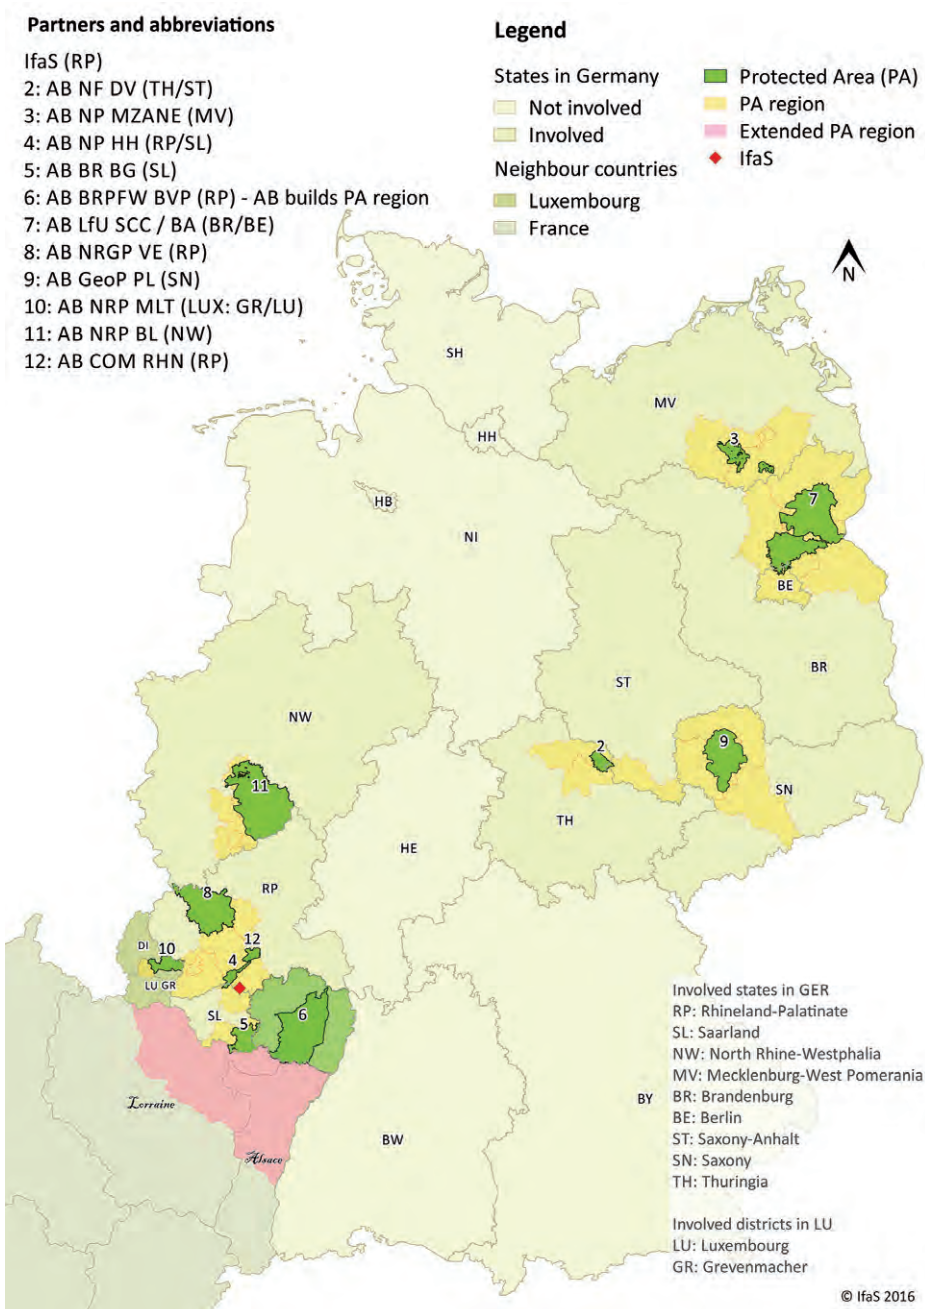 Partners and abbreviations
IfaS (RP)
2: AB NF DV (TH/ST)
3: AB NP MZANE (MV)
4: AB NP HH (RP/SL)
5: AB BR BG (SL)
6: AB BRPFW BVP (RP) - AB builds PA region
7: AB LfU SCC / BA (BR/BE)
8: AB NRGP VE (RP)
9: AB GeoP PL (SN)
10: AB NRP MLT (LUX: GR/LU)
11: AB NRP BL (NW)
12: AB COM RHN (RP)
Legend
States in Germany
Not involved
Involved
Neighbour countries
Luxembourg
France
Protected Area (PA)
PA region
Extended PA region
IfaS
N
SH
MV
HH
3
HB
7
NI
BE
BR
ST
NW
9
2
11
SN
TH
HE
RP
8
12
DI
10
4
LU GR
SL
5
6
Lorraine
Alsace
BW
BY
Involved states in GER
RP: Rhineland-Palatinate
SL: Saarland
NW: North Rhine-Westphalia
MV: Mecklenburg-West Pomerania
BR: Brandenburg
BE: Berlin
ST: Saxony-Anhalt
SN: Saxony
TH: Thuringia
Involved districts in LU
LU: Luxembourg
GR: Grevenmacher
© IfaS 2016